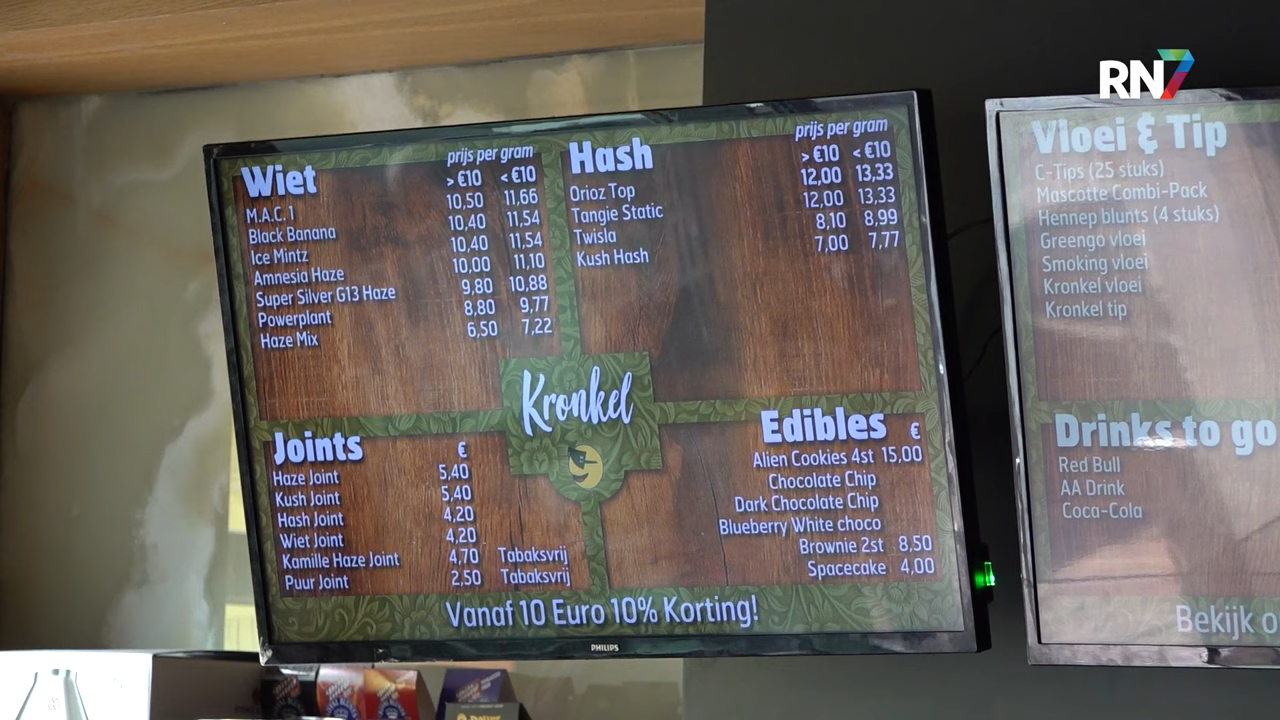 RN7
Wiet prijs per gram
>€10 <€10
M.A.C. 1 10,50 11,66
Black Banana 10,40 11,54
Ice Mintz 10,40 11,54
Amnesia Haze 10,00 11,10
Super Silver G13 Haze 9,80 10,88
Powerplant 8,80 9,77
Haze Mix 6,50 7,22
Hash prijs per gram
>€10 <€10
Orioz Top 12,00 13,33
Tangie Static 12,00 13,33
Twisla 8,10 8,99
Kush Hash 7,00 7,77
Kronkel
Joints €
Haze Joint 5,40
Kush Joint 5,40
Hash Joint 4,20
Wiet Joint 4,20
Kamille Haze Joint 4,70 Tabaksvrij
Puur Joint 2,50 Tabaksvrij
Edibles €
Alien Cookies 4st 15,00
Chocolate Chip
Dark Chocolate Chip
Blueberry White choco
Brownie 2st 8,50
Spacecake 4,00
Vanaf 10 Euro 10% Korting!
PHILIPS
Vloei & Tip
C-Tips (25 stuks)
Mascotte Combi-Pack
Hennep blunts (4 stuks)
Greengo vloei
Smoking vloei
Kronkel vloei
Kronkel tip
Drinks to go
Red Bull
AA Drink
Coca-Cola
Bekijk o